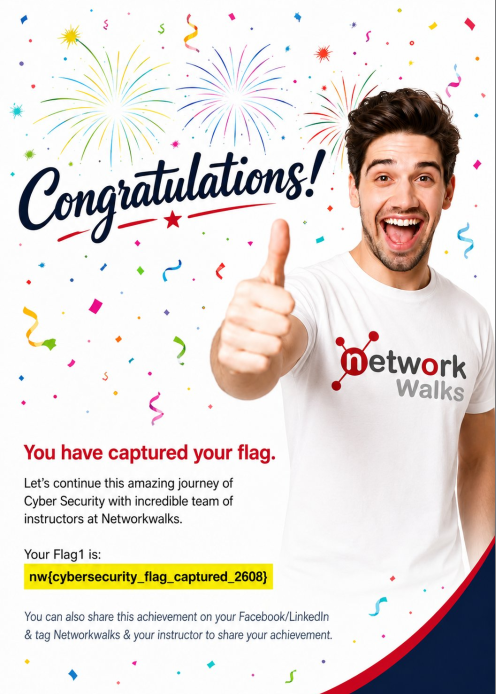 Congratulations!
network
Walks
You have captured your flag.
Let's continue this amazing journey of
Cyber Security with incredible team of
instructors at Networkwalks.
Your Flag1 is:
nw{cybersecurity_flag_captured_2608}
You can also share this achievement on your Facebook/LinkedIn
& tag Networkwalks & your instructor to share your achievement.